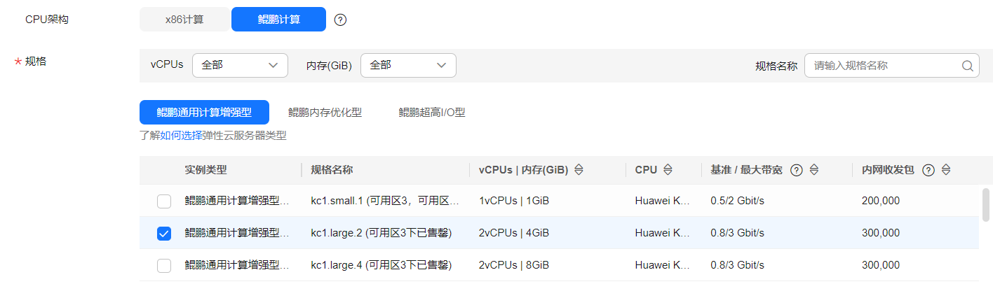 CPU架构 x86计算 鲲鹏计算 ?
* 规格 vCPUs 全部 内存(GiB) 全部 规格名称 请输入规格名称
鲲鹏通用计算增强型 鲲鹏内存优化型 鲲鹏超高I/O型
了解如何选择弹性云服务器类型
实例类型 规格名称 vCPUs | 内存(GiB) CPU 基准 / 最大带宽 ? 内网收发包 ?
鲲鹏通用计算增强型... kc1.small.1 (可用区3，可用区... 1vCPUs | 1GiB Huawei K... 0.5/2 Gbit/s 200,000
鲲鹏通用计算增强型... kc1.large.2 (可用区3下已售罄) 2vCPUs | 4GiB Huawei K... 0.8/3 Gbit/s 300,000
鲲鹏通用计算增强型... kc1.large.4 (可用区3下已售罄) 2vCPUs | 8GiB Huawei K... 0.8/3 Gbit/s 300,000